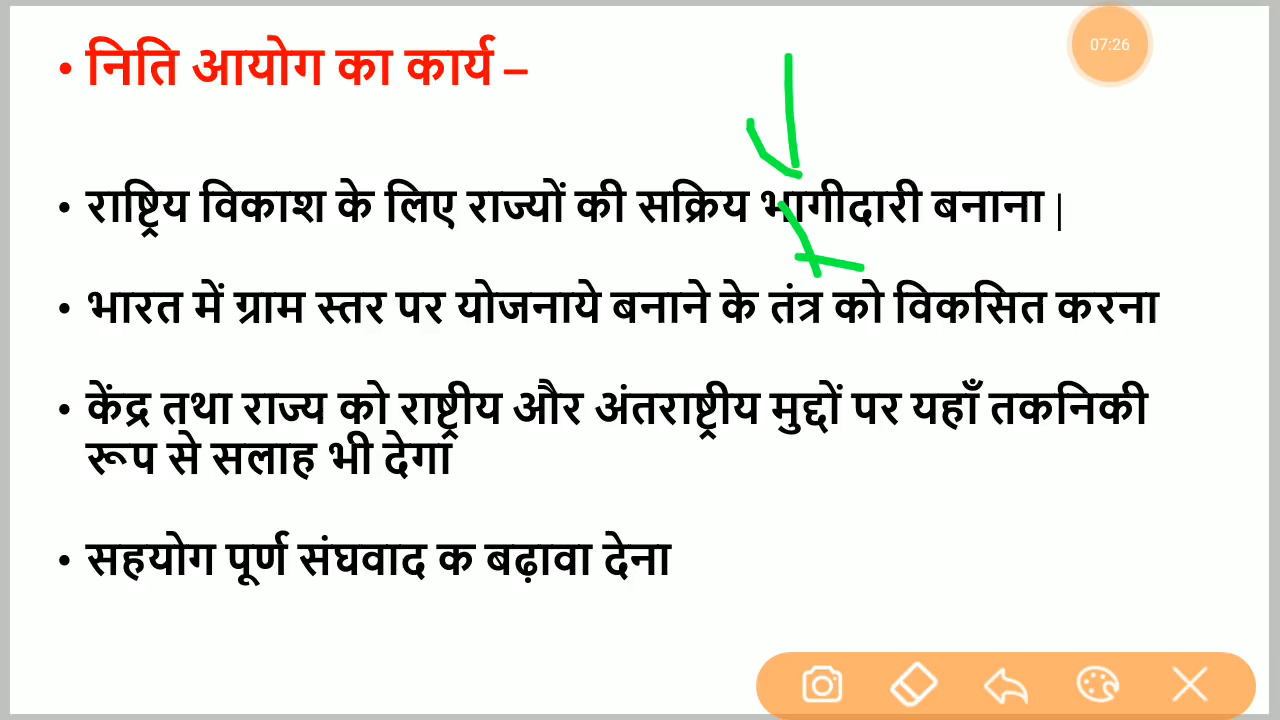 • निति आयोग का कार्य –
07:26
• राष्ट्रिय विकाश के लिए राज्यों की सक्रिय भागीदारी बनाना |
• भारत में ग्राम स्तर पर योजनाये बनाने के तंत्र को विकसित करना
• केंद्र तथा राज्य को राष्ट्रीय और अंतराष्ट्रीय मुद्दों पर यहाँ तकनिकी
रूप से सलाह भी देगा
• सहयोग पूर्ण संघवाद क बढ़ावा देना